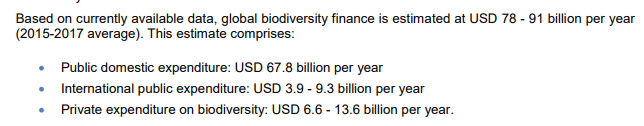 Based on currently available data, global biodiversity finance is estimated at USD 78 - 91 billion per year
(2015-2017 average). This estimate comprises:
• Public domestic expenditure: USD 67.8 billion per year
• International public expenditure: USD 3.9 - 9.3 billion per year
• Private expenditure on biodiversity: USD 6.6 - 13.6 billion per year.